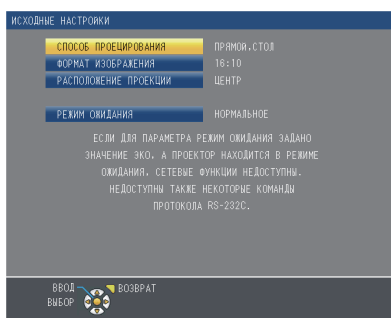 ИСХОДНЫЕ НАСТРОЙКИ
СПОСОБ ПРОЕЦИРОВАНИЯ ПРЯМОЙ.СТОЛ
ФОРМАТ ИЗОБРАЖЕНИЯ 16:10
РАСПОЛОЖЕНИЕ ПРОЕКЦИИ ЦЕНТР
РЕЖИМ ОЖИДАНИЯ НОРМАЛЬНОЕ
ЕСЛИ ДЛЯ ПАРАМЕТРА РЕЖИМ ОЖИДАНИЯ ЗАДАНО
ЗНАЧЕНИЕ ЭКО, А ПРОЕКТОР НАХОДИТСЯ В РЕЖИМЕ
ОЖИДАНИЯ, СЕТЕВЫЕ ФУНКЦИИ НЕДОСТУПНЫ.
НЕДОСТУПНЫ ТАКЖЕ НЕКОТОРЫЕ КОМАНДЫ
ПРОТОКОЛА RS-232C.
ВВОД ВОЗВРАТ
ВЫБОР